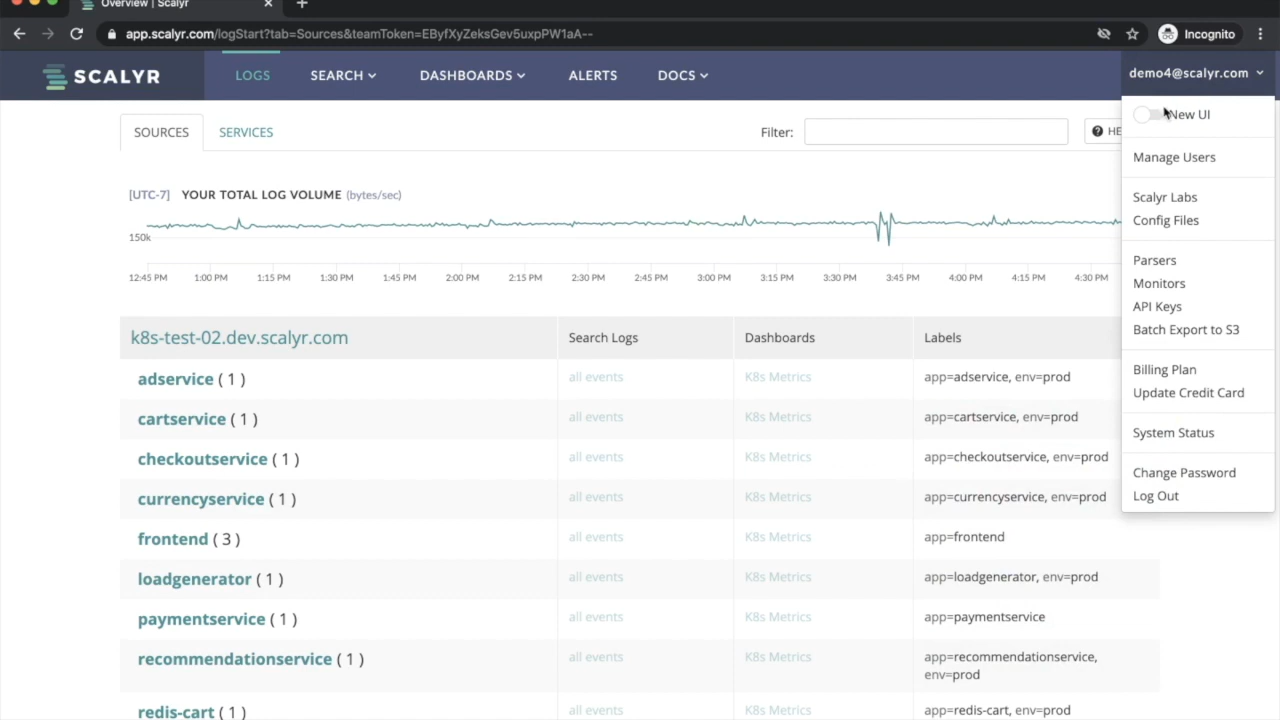 Overview | Scalyr
app.scalyr.com/logStart?tab=Sources&teamToken=EByfXyZeksGev5uxpPW1aA--
Incognito
SCALYR
LOGS
SEARCH
DASHBOARDS
ALERTS
DOCS
demo4@scalyr.com
SOURCES
SERVICES
Filter:
HE
New UI
Manage Users
Scalyr Labs
Config Files
Parsers
Monitors
API Keys
Batch Export to S3
Billing Plan
Update Credit Card
System Status
Change Password
Log Out
[UTC-7] YOUR TOTAL LOG VOLUME (bytes/sec)
150k
12:45 PM 1:00 PM 1:15 PM 1:30 PM 1:45 PM 2:00 PM 2:15 PM 2:30 PM 2:45 PM 3:00 PM 3:15 PM 3:30 PM 3:45 PM 4:00 PM 4:15 PM 4:30 PM
k8s-test-02.dev.scalyr.com Search Logs Dashboards Labels
adservice ( 1 ) all events K8s Metrics app=adservice, env=prod
cartservice ( 1 ) all events K8s Metrics app=cartservice, env=prod
checkoutservice ( 1 ) all events K8s Metrics app=checkoutservice, env=prod
currencyservice ( 1 ) all events K8s Metrics app=currencyservice, env=prod
frontend ( 3 ) all events K8s Metrics app=frontend
loadgenerator ( 1 ) all events K8s Metrics app=loadgenerator, env=prod
paymentservice ( 1 ) all events K8s Metrics app=paymentservice
recommendationservice ( 1 ) all events K8s Metrics app=recommendationservice,
env=prod
redis-cart ( 1 ) all events K8s Metrics app=redis-cart, env=prod